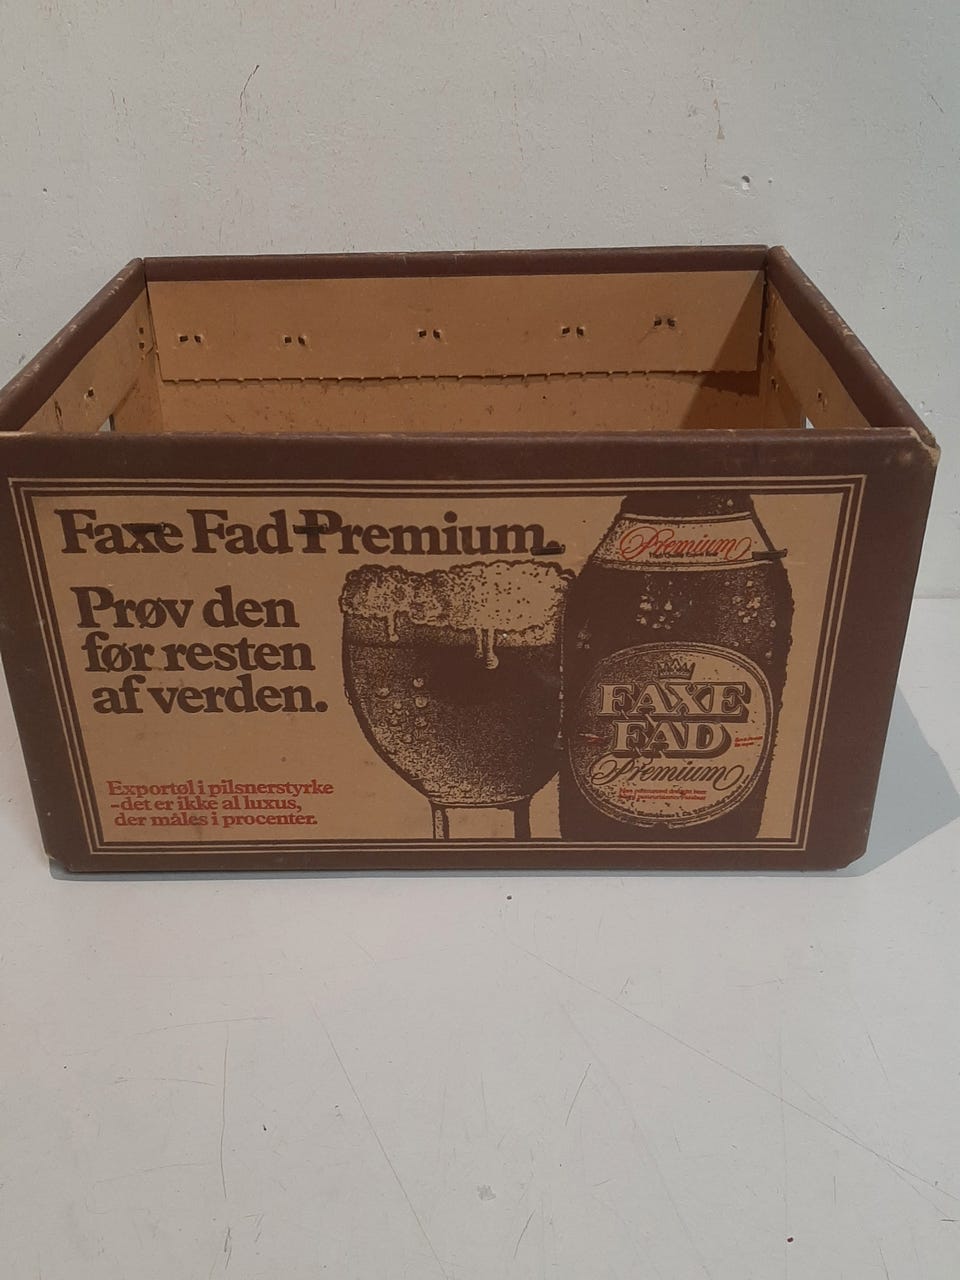 Faxe Fad Premium.
Prøv den
før resten
af verden.
Exportøl i pilsnerstyrke
-det er ikke al luxus,
der måles i procenter.
Premium
FAXE
FAD
Premium